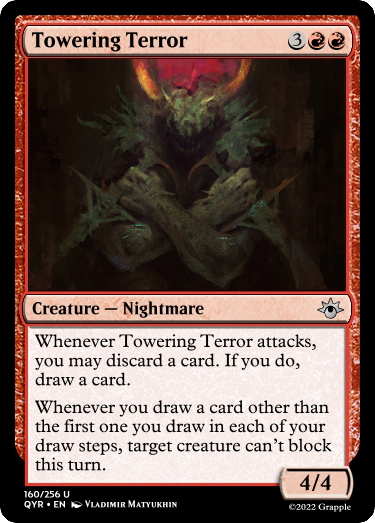 Towering Terror 3
Creature — Nightmare
Whenever Towering Terror attacks,
you may discard a card. If you do,
draw a card.
Whenever you draw a card other than
the first one you draw in each of your
draw steps, target creature can't block
this turn.
4/4
160/256 U
QYR • EN Vladimir Matyukhin
©2022 Grapple